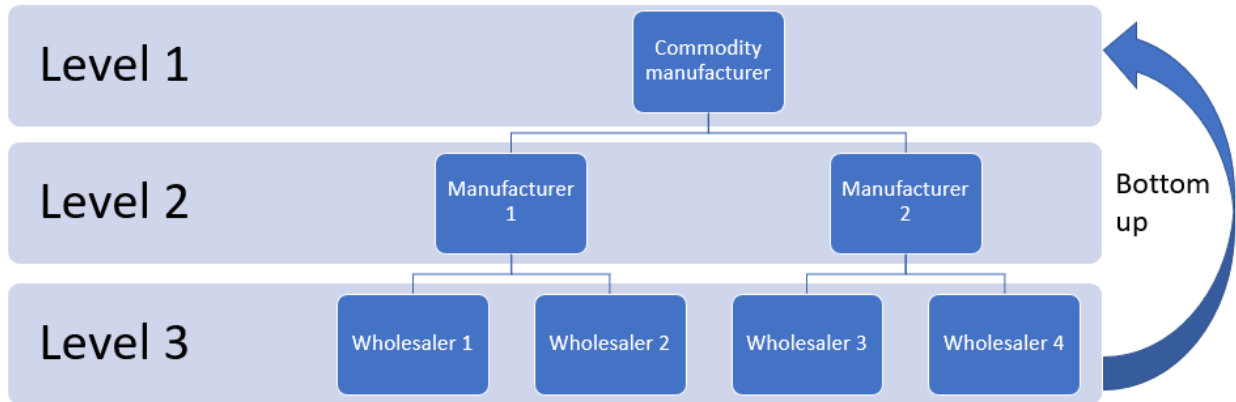 Level 1
Commodity
manufacturer
Level 2
Manufacturer
1
Manufacturer
2
Bottom
up
Level 3
Wholesaler 1
Wholesaler 2
Wholesaler 3
Wholesaler 4